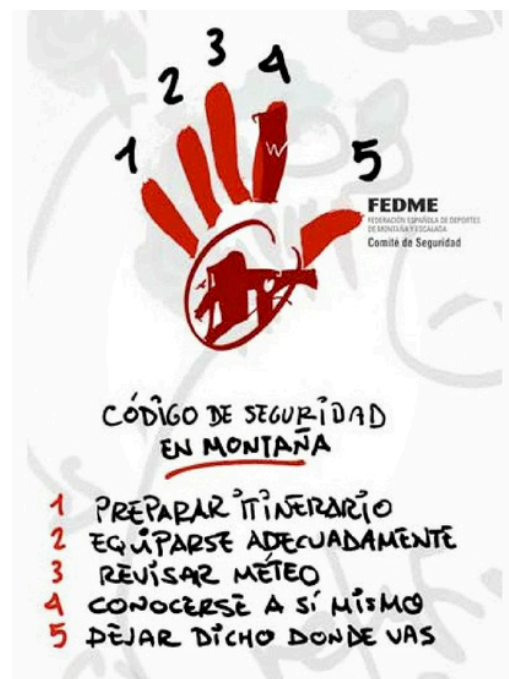 1 2 3 4 5
FEDME
FEDERACIÓN ESPAÑOLA DE DEPORTES
DE MONTAÑA Y ESCALADA
Comité de Seguridad
CÓDIGO DE SEGURIDAD
EN MONTAÑA
1 PREPARAR ITINERARIO
2 EQUIPARSE ADECUADAMENTE
3 REVISAR MÉTEO
4 CONOCERSE A SÍ MISMO
5 DEJAR DICHO DONDE VAS